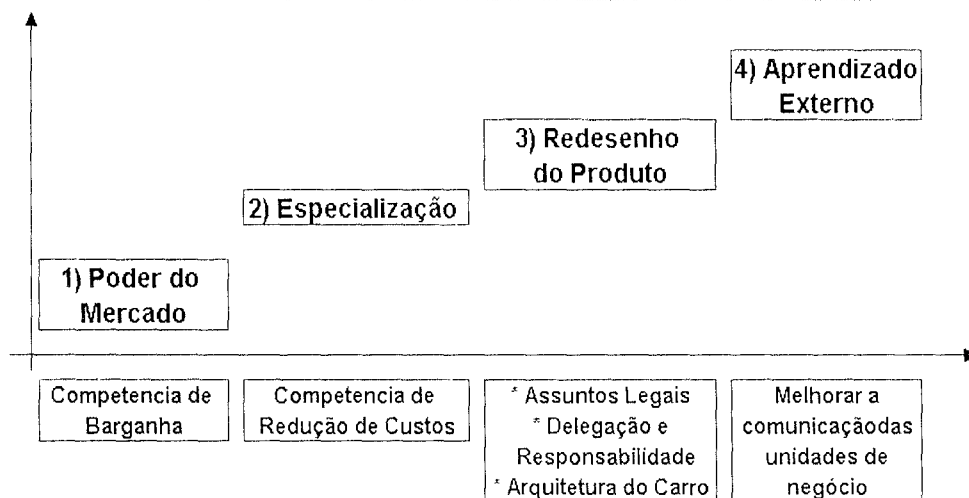 4) Aprendizado
Externo
3) Redesenho
do Produto
2) Especialização
1) Poder do
Mercado
Competencia de
Barganha
Competencia de
Redução de Custos
* Assuntos Legais
* Delegação e
Responsabilidade
* Arquitetura do Carro
Melhorar a
comunicaçãodas
unidades de
negócio